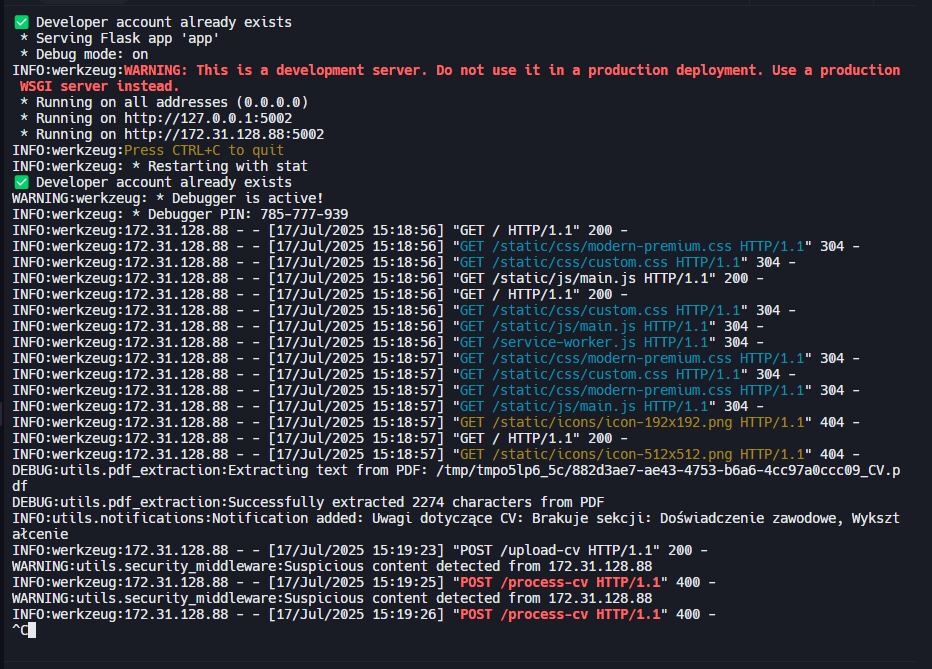 ✅ Developer account already exists
* Serving Flask app 'app'
* Debug mode: on
INFO:werkzeug:WARNING: This is a development server. Do not use it in a production deployment. Use a production
WSGI server instead.
* Running on all addresses (0.0.0.0)
* Running on http://127.0.0.1:5002
* Running on http://172.31.128.88:5002
INFO:werkzeug:Press CTRL+C to quit
INFO:werkzeug: * Restarting with stat
✅ Developer account already exists
WARNING:werkzeug: * Debugger is active!
INFO:werkzeug: * Debugger PIN: 785-777-939
INFO:werkzeug:172.31.128.88 - - [17/Jul/2025 15:18:56] "GET / HTTP/1.1" 200 -
INFO:werkzeug:172.31.128.88 - - [17/Jul/2025 15:18:56] "GET /static/css/modern-premium.css HTTP/1.1" 304 -
INFO:werkzeug:172.31.128.88 - - [17/Jul/2025 15:18:56] "GET /static/css/custom.css HTTP/1.1" 304 -
INFO:werkzeug:172.31.128.88 - - [17/Jul/2025 15:18:56] "GET /static/js/main.js HTTP/1.1" 200 -
INFO:werkzeug:172.31.128.88 - - [17/Jul/2025 15:18:56] "GET / HTTP/1.1" 200 -
INFO:werkzeug:172.31.128.88 - - [17/Jul/2025 15:18:56] "GET /static/css/custom.css HTTP/1.1" 304 -
INFO:werkzeug:172.31.128.88 - - [17/Jul/2025 15:18:56] "GET /static/js/main.js HTTP/1.1" 304 -
INFO:werkzeug:172.31.128.88 - - [17/Jul/2025 15:18:56] "GET /service-worker.js HTTP/1.1" 304 -
INFO:werkzeug:172.31.128.88 - - [17/Jul/2025 15:18:57] "GET /static/css/modern-premium.css HTTP/1.1" 304 -
INFO:werkzeug:172.31.128.88 - - [17/Jul/2025 15:18:57] "GET /static/css/custom.css HTTP/1.1" 304 -
INFO:werkzeug:172.31.128.88 - - [17/Jul/2025 15:18:57] "GET /static/css/modern-premium.css HTTP/1.1" 304 -
INFO:werkzeug:172.31.128.88 - - [17/Jul/2025 15:18:57] "GET /static/js/main.js HTTP/1.1" 304 -
INFO:werkzeug:172.31.128.88 - - [17/Jul/2025 15:18:57] "GET /static/icons/icon-192x192.png HTTP/1.1" 404 -
INFO:werkzeug:172.31.128.88 - - [17/Jul/2025 15:18:57] "GET / HTTP/1.1" 200 -
INFO:werkzeug:172.31.128.88 - - [17/Jul/2025 15:18:57] "GET /static/icons/icon-512x512.png HTTP/1.1" 404 -
DEBUG:utils.pdf_extraction:Extracting text from PDF: /tmp/tmpo5lp6_5c/882d3ae7-ae43-4753-b6a6-4cc97a0ccc09_CV.p
df
DEBUG:utils.pdf_extraction:Successfully extracted 2274 characters from PDF
INFO:utils.notifications:Notification added: Uwagi dotyczące CV: Brakuje sekcji: Doświadczenie zawodowe, Wykszt
ałcenie
INFO:werkzeug:172.31.128.88 - - [17/Jul/2025 15:19:23] "POST /upload-cv HTTP/1.1" 200 -
WARNING:utils.security_middleware:Suspicious content detected from 172.31.128.88
INFO:werkzeug:172.31.128.88 - - [17/Jul/2025 15:19:25] "POST /process-cv HTTP/1.1" 400 -
WARNING:utils.security_middleware:Suspicious content detected from 172.31.128.88
INFO:werkzeug:172.31.128.88 - - [17/Jul/2025 15:19:26] "POST /process-cv HTTP/1.1" 400 -
^C